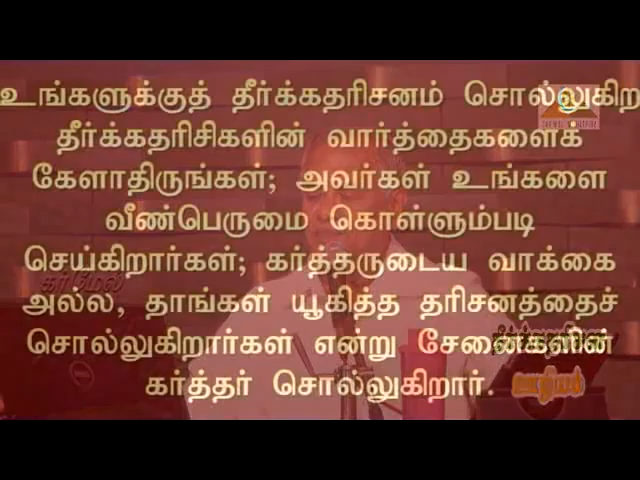 உங்களுக்குத் தீர்க்கதரிசனம் சொல்லுகிற
தீர்க்கதரிசிகளின் வார்த்தைகளைக்
கேளாதிருங்கள்; அவர்கள் உங்களை
வீண்பெருமை கொள்ளும்படி
செய்கிறார்கள்; கர்த்தருடைய வாக்கை
அல்ல, தாங்கள் யூகித்த தரிசனத்தைச்
சொல்லுகிறார்கள் என்று சேனைகளின்
கர்த்தர் சொல்லுகிறார்.
கர்மேல்